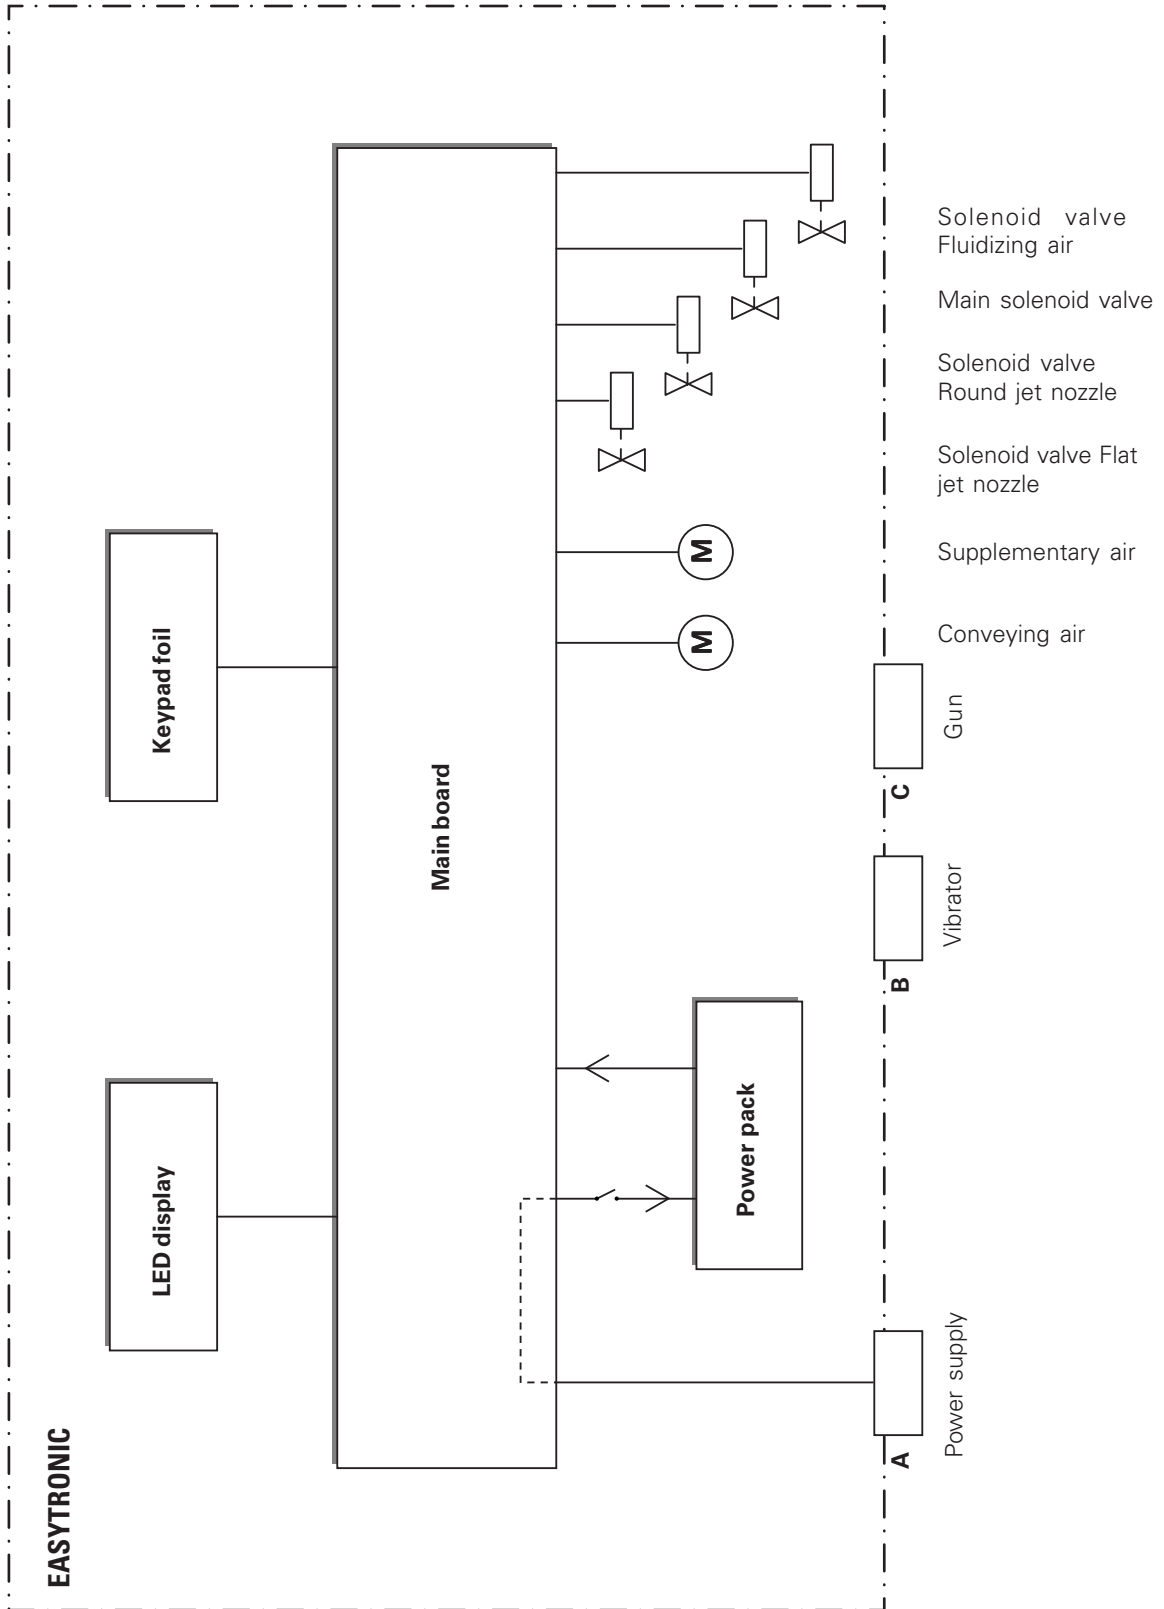 EASYTRONIC
LED display
Keypad foil
Main board
Power pack
M
M
Solenoid valve
Fluidizing air
Main solenoid valve
Solenoid valve
Round jet nozzle
Solenoid valve Flat
jet nozzle
Supplementary air
Conveying air
A
Power supply
B
Vibrator
C
Gun